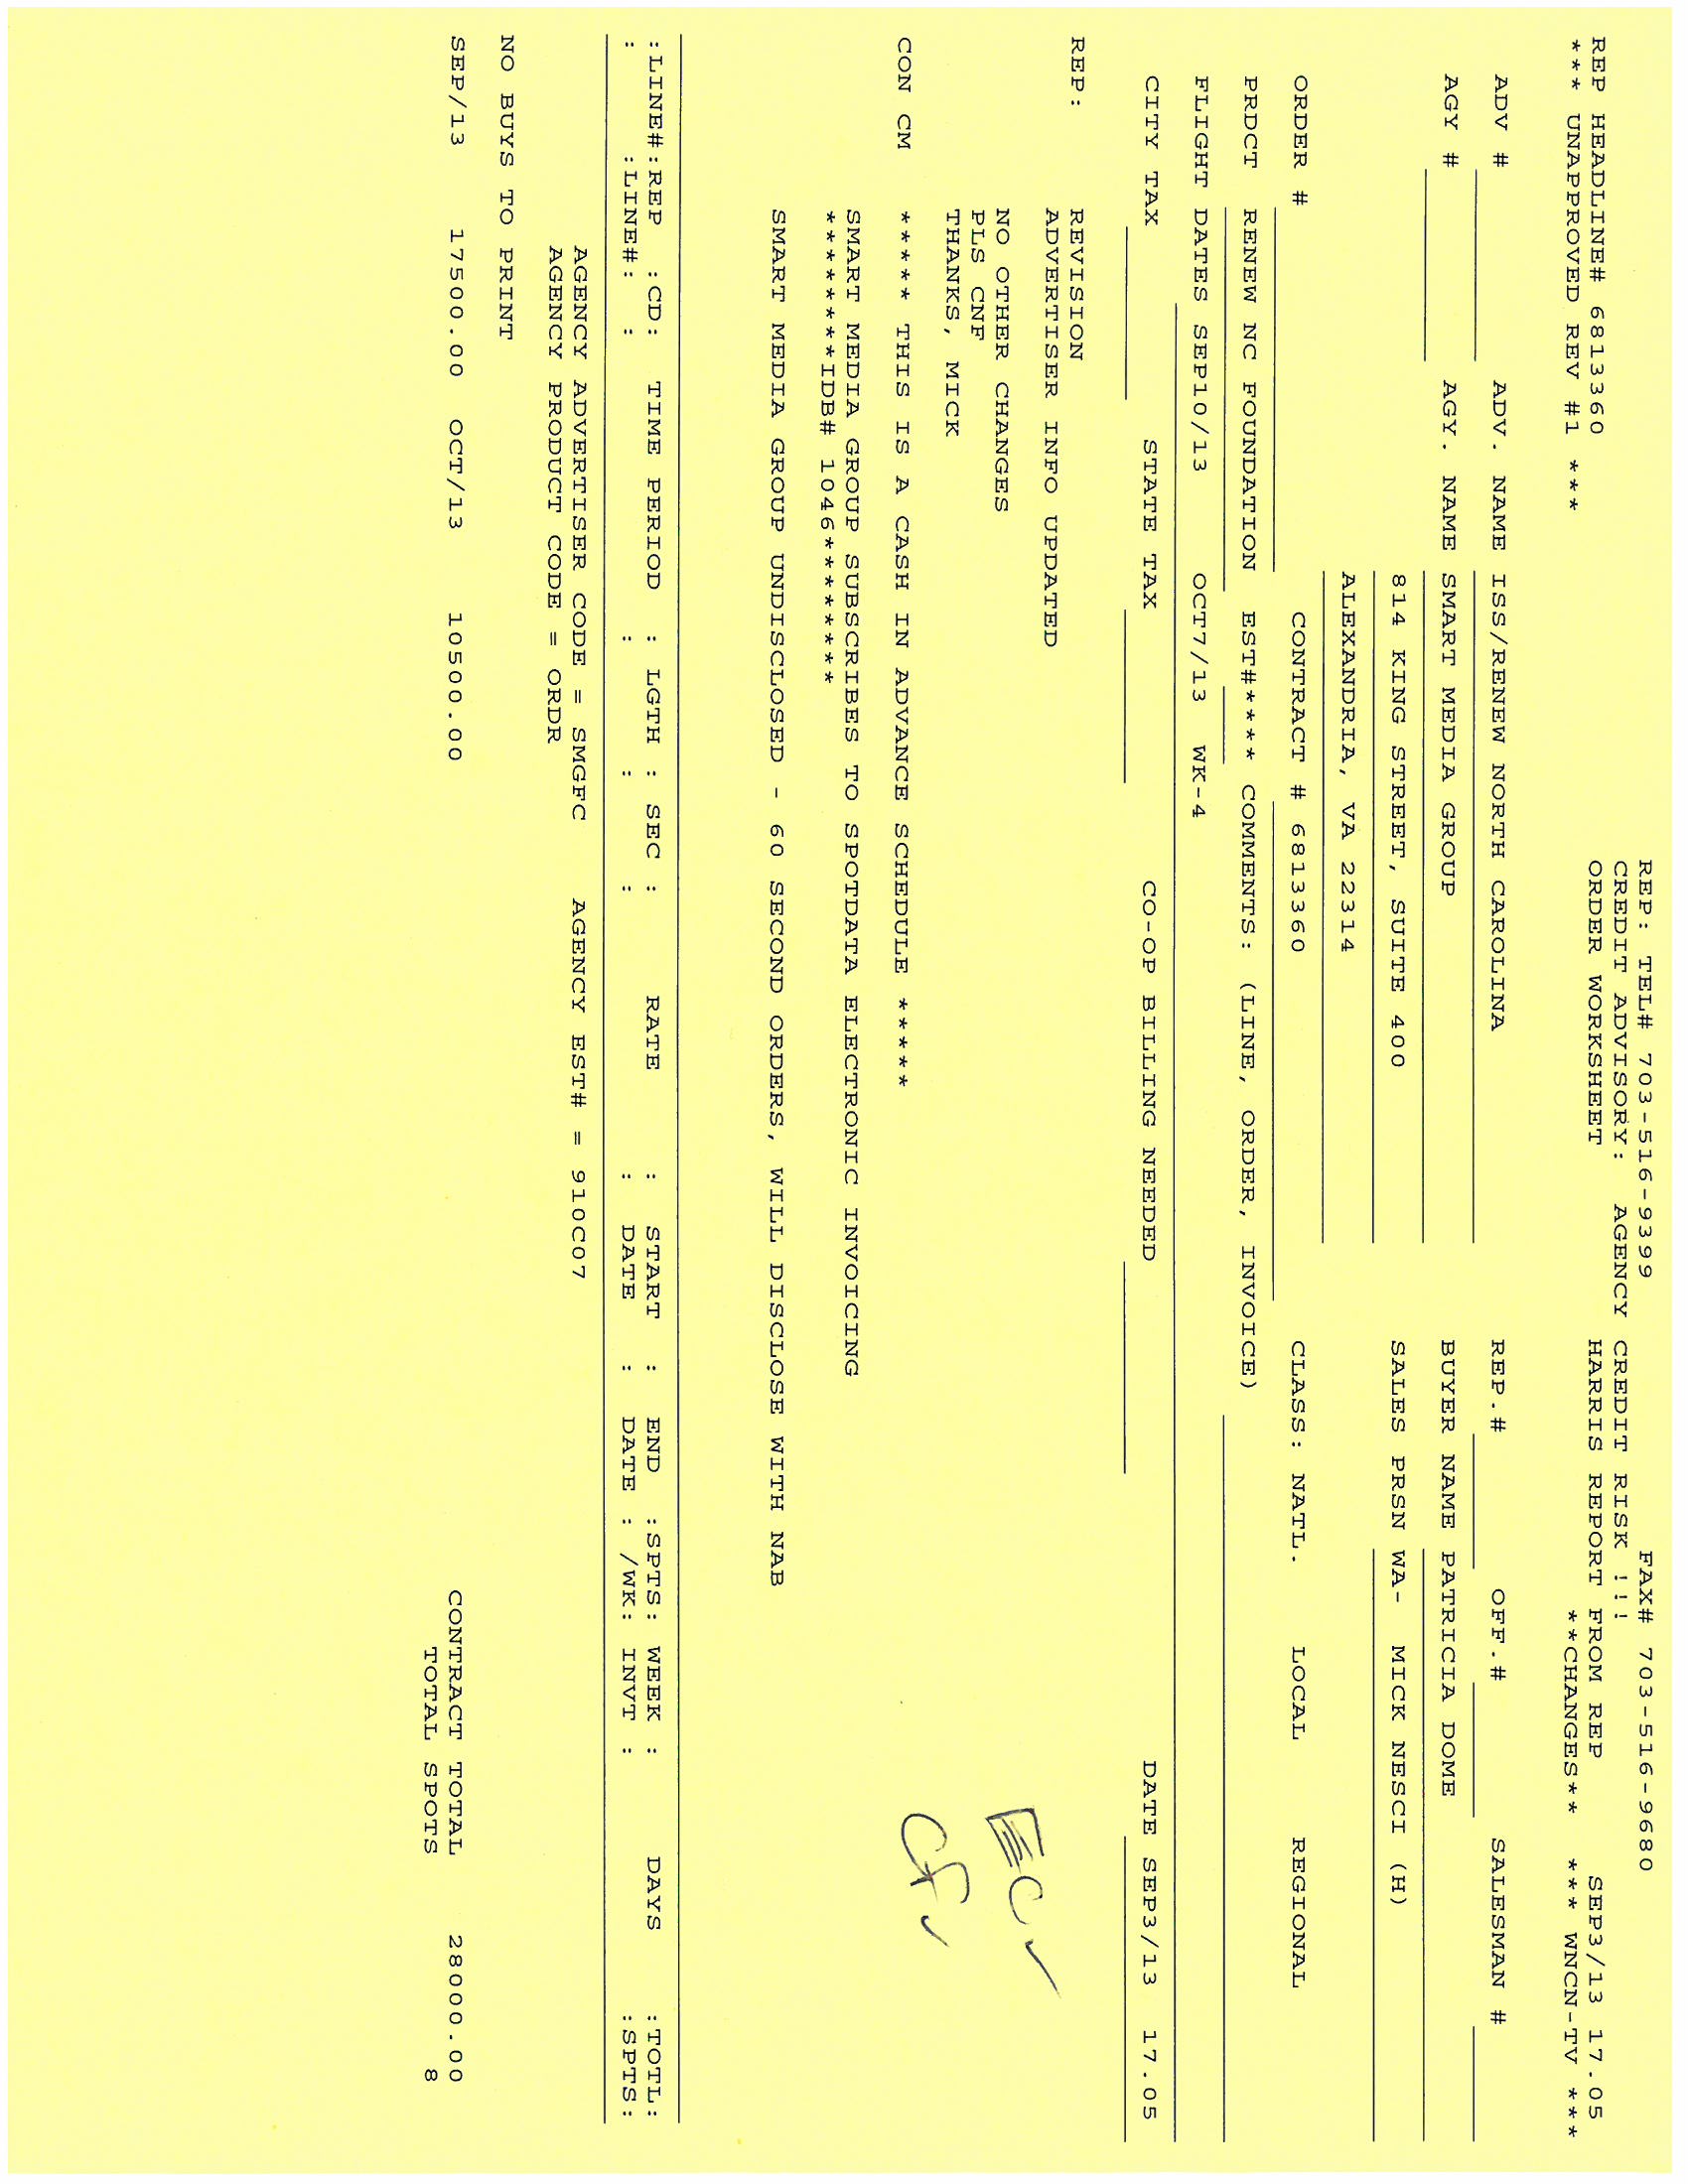 REP: TEL# 703-516-9399 FAX# 703-516-9680
CREDIT ADVISORY: AGENCY CREDIT RISK !!!
REP HEADLINE# 6813360 ORDER WORKSHEET HARRIS REPORT FROM REP SEP3/13 17.05
*** UNAPPROVED REV #1 *** **CHANGES** *** WNCN-TV ***
ADV # ADV. NAME ISS/RENEW NORTH CAROLINA REP.# OFF.# SALESMAN #
AGY # AGY. NAME SMART MEDIA GROUP BUYER NAME PATRICIA DOME
814 KING STREET, SUITE 400 SALES PRSN WA- MICK NESCI (H)
ALEXANDRIA, VA 22314
ORDER # CONTRACT # 6813360 CLASS: NATL. LOCAL REGIONAL
PRDCT RENEW NC FOUNDATION EST#**** COMMENTS: (LINE, ORDER, INVOICE)
FLIGHT DATES SEP10/13 OCT7/13 WK-4
CITY TAX STATE TAX CO-OP BILLING NEEDED DATE SEP3/13 17.05
REP: REVISION
ADVERTISER INFO UPDATED
NO OTHER CHANGES
PLS CNF
THANKS, MICK
EC ✓
CF ✓
CON CM ***** THIS IS A CASH IN ADVANCE SCHEDULE *****
SMART MEDIA GROUP SUBSCRIBES TO SPOTDATA ELECTRONIC INVOICING
********IDB# 1046*********
SMART MEDIA GROUP UNDISCLOSED - 60 SECOND ORDERS, WILL DISCLOSE WITH NAB
:LINE#:REP :CD: TIME PERIOD : LGTH : SEC : RATE : START : END :SPTS: WEEK : DAYS :TOTL:
: :LINE#: : : : : : DATE : DATE : /WK: INVT : :SPTS:
AGENCY ADVERTISER CODE = SMGFC AGENCY EST# = 910C07
AGENCY PRODUCT CODE = ORDR
NO BUYS TO PRINT
SEP/13 17500.00 OCT/13 10500.00 CONTRACT TOTAL 28000.00
TOTAL SPOTS 8